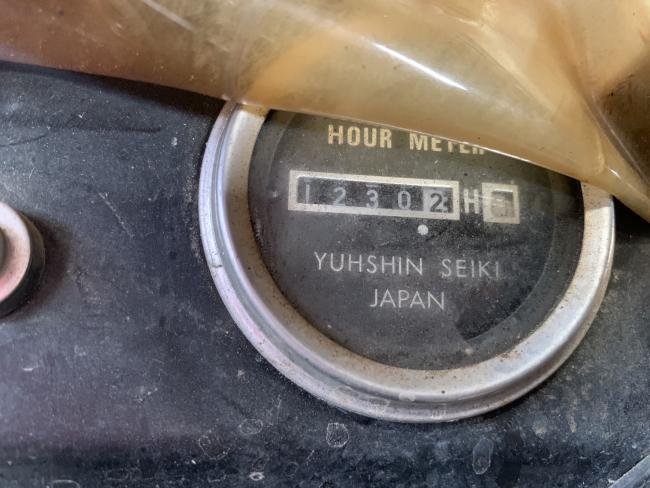 HOUR METER
12302 H
YUHSHIN SEIKI
JAPAN